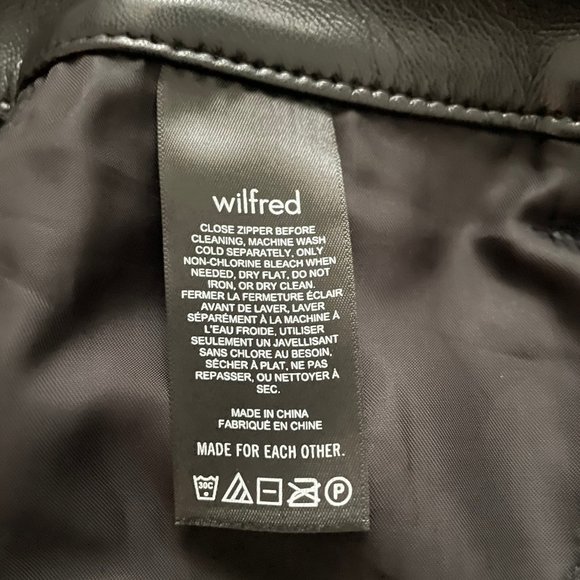 wilfred
CLOSE ZIPPER BEFORE
CLEANING, MACHINE WASH
COLD SEPARATELY, ONLY
NON-CHLORINE BLEACH WHEN
NEEDED, DRY FLAT, DO NOT
IRON, OR DRY CLEAN.
FERMER LA FERMETURE ÉCLAIR
AVANT DE LAVER, LAVER
SÉPARÉMENT À LA MACHINE À
L'EAU FROIDE, UTILISER
SEULEMENT UN JAVELLISANT
SANS CHLORE AU BESOIN,
SÉCHER À PLAT, NE PAS
REPASSER, OU NETTOYER À
SEC.
MADE IN CHINA
FABRIQUÉ EN CHINE
MADE FOR EACH OTHER.
30C P